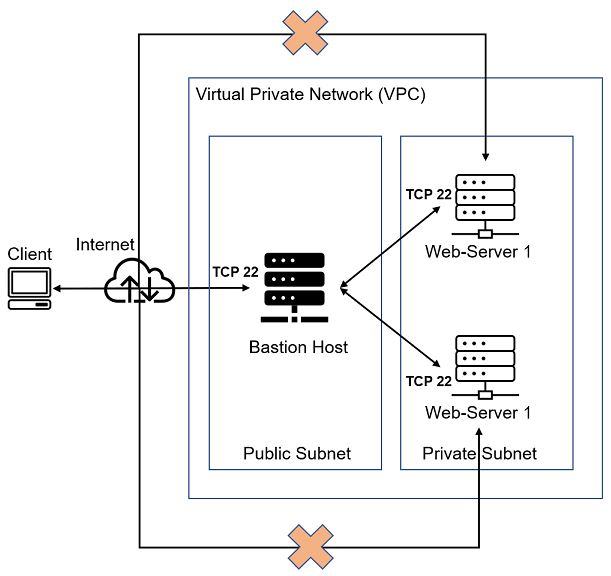 Virtual Private Network (VPC)
TCP 22
Web-Server 1
Client
Internet
TCP 22
Bastion Host
TCP 22
Web-Server 1
Public Subnet
Private Subnet